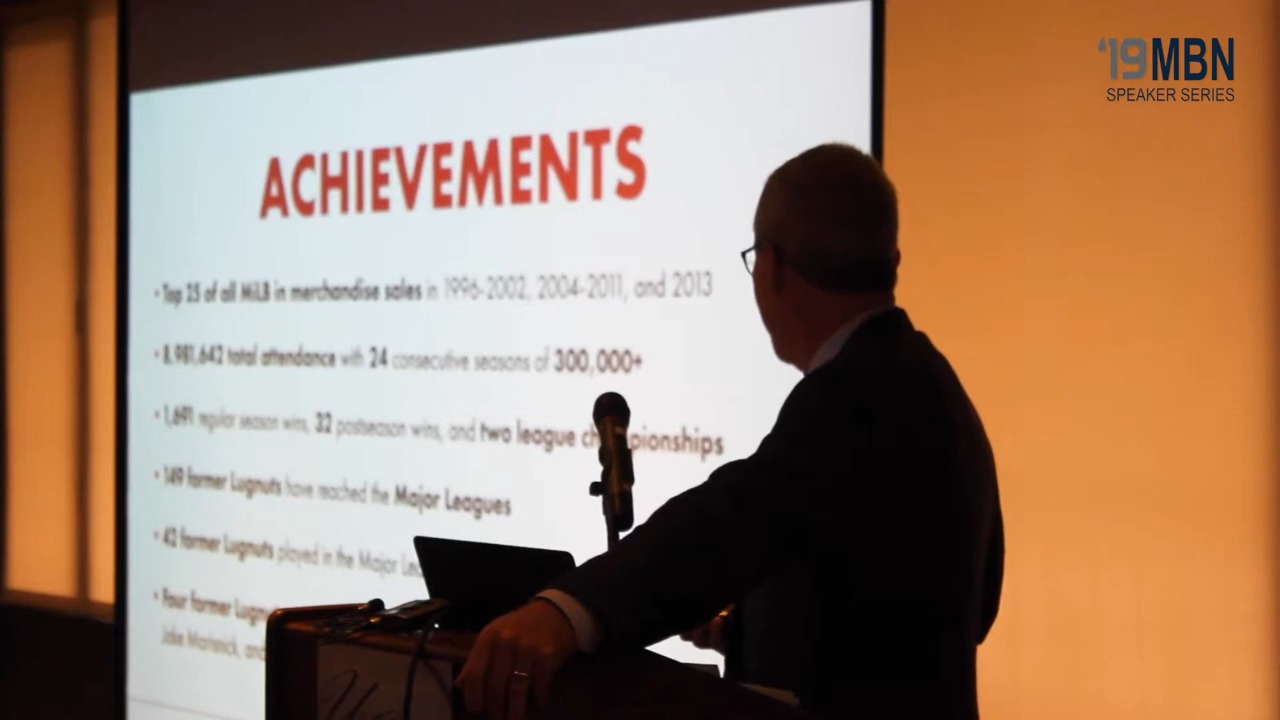 '19MBN
SPEAKER SERIES
ACHIEVEMENTS
• Top 25 of all MiLB in merchandise sales in 1996-2002, 2004-2011, and 2013
• 8,981,642 total attendance with 24 consecutive seasons of 300,000+
• 1,691 regular season wins, 32 postseason wins, and two league ch pionships
• 149 former Lugnuts have reached the Major Leagues
• 42 former Lugnuts played in the Major
• Four former
Jake Marisnick, and